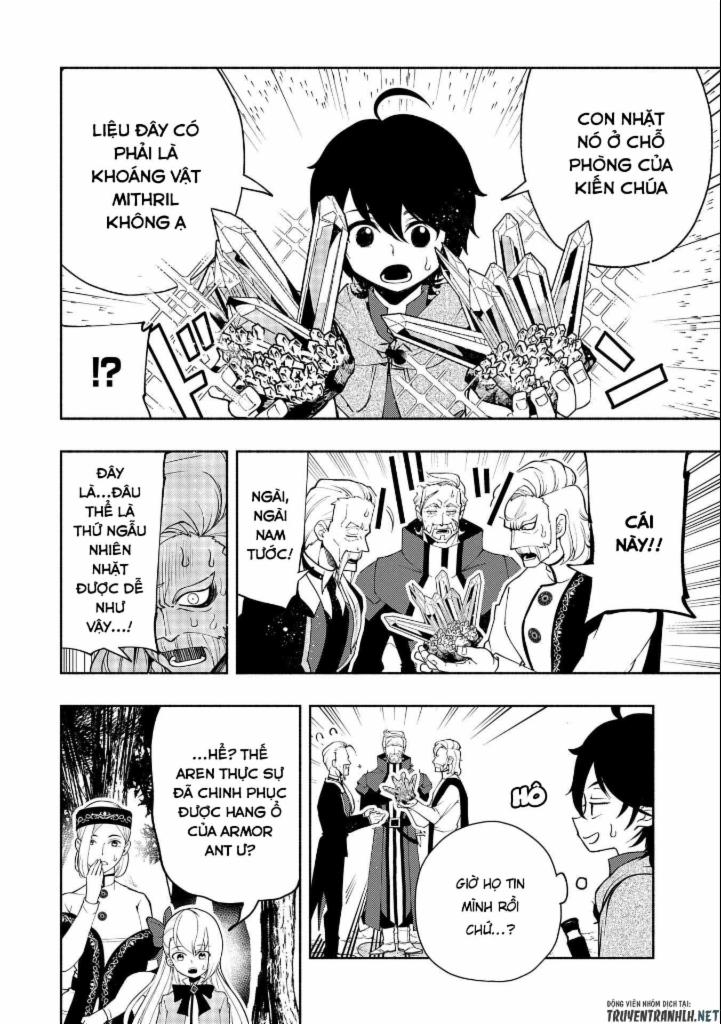 CON NHẶT
NÓ Ở CHỖ
PHÒNG CỦA
KIẾN CHÚA
LIỆU ĐÂY CÓ
PHẢI LÀ
KHOÁNG VẬT
MITHRIL
KHÔNG Ạ
!?
CÁI
NÀY!!
NGÀI,
NGÀI
NAM
TƯỚC!
ĐÂY
LÀ...ĐÂU
THỂ LÀ
THỨ NGẪU
NHIÊN
NHẶT
ĐƯỢC DỄ
NHƯ
VẬY...!
HÔ
GIỜ HỌ TIN
MÌNH RỒI
CHỨ...?
...HỂ? THẾ
AREN THỰC SỰ
ĐÃ CHINH PHỤC
ĐƯỢC HANG Ổ
CỦA ARMOR
ANT Ư?
ĐỘNG VIÊN NHÓM DỊCH TẠI:
TRUYENTRANHLH.NET